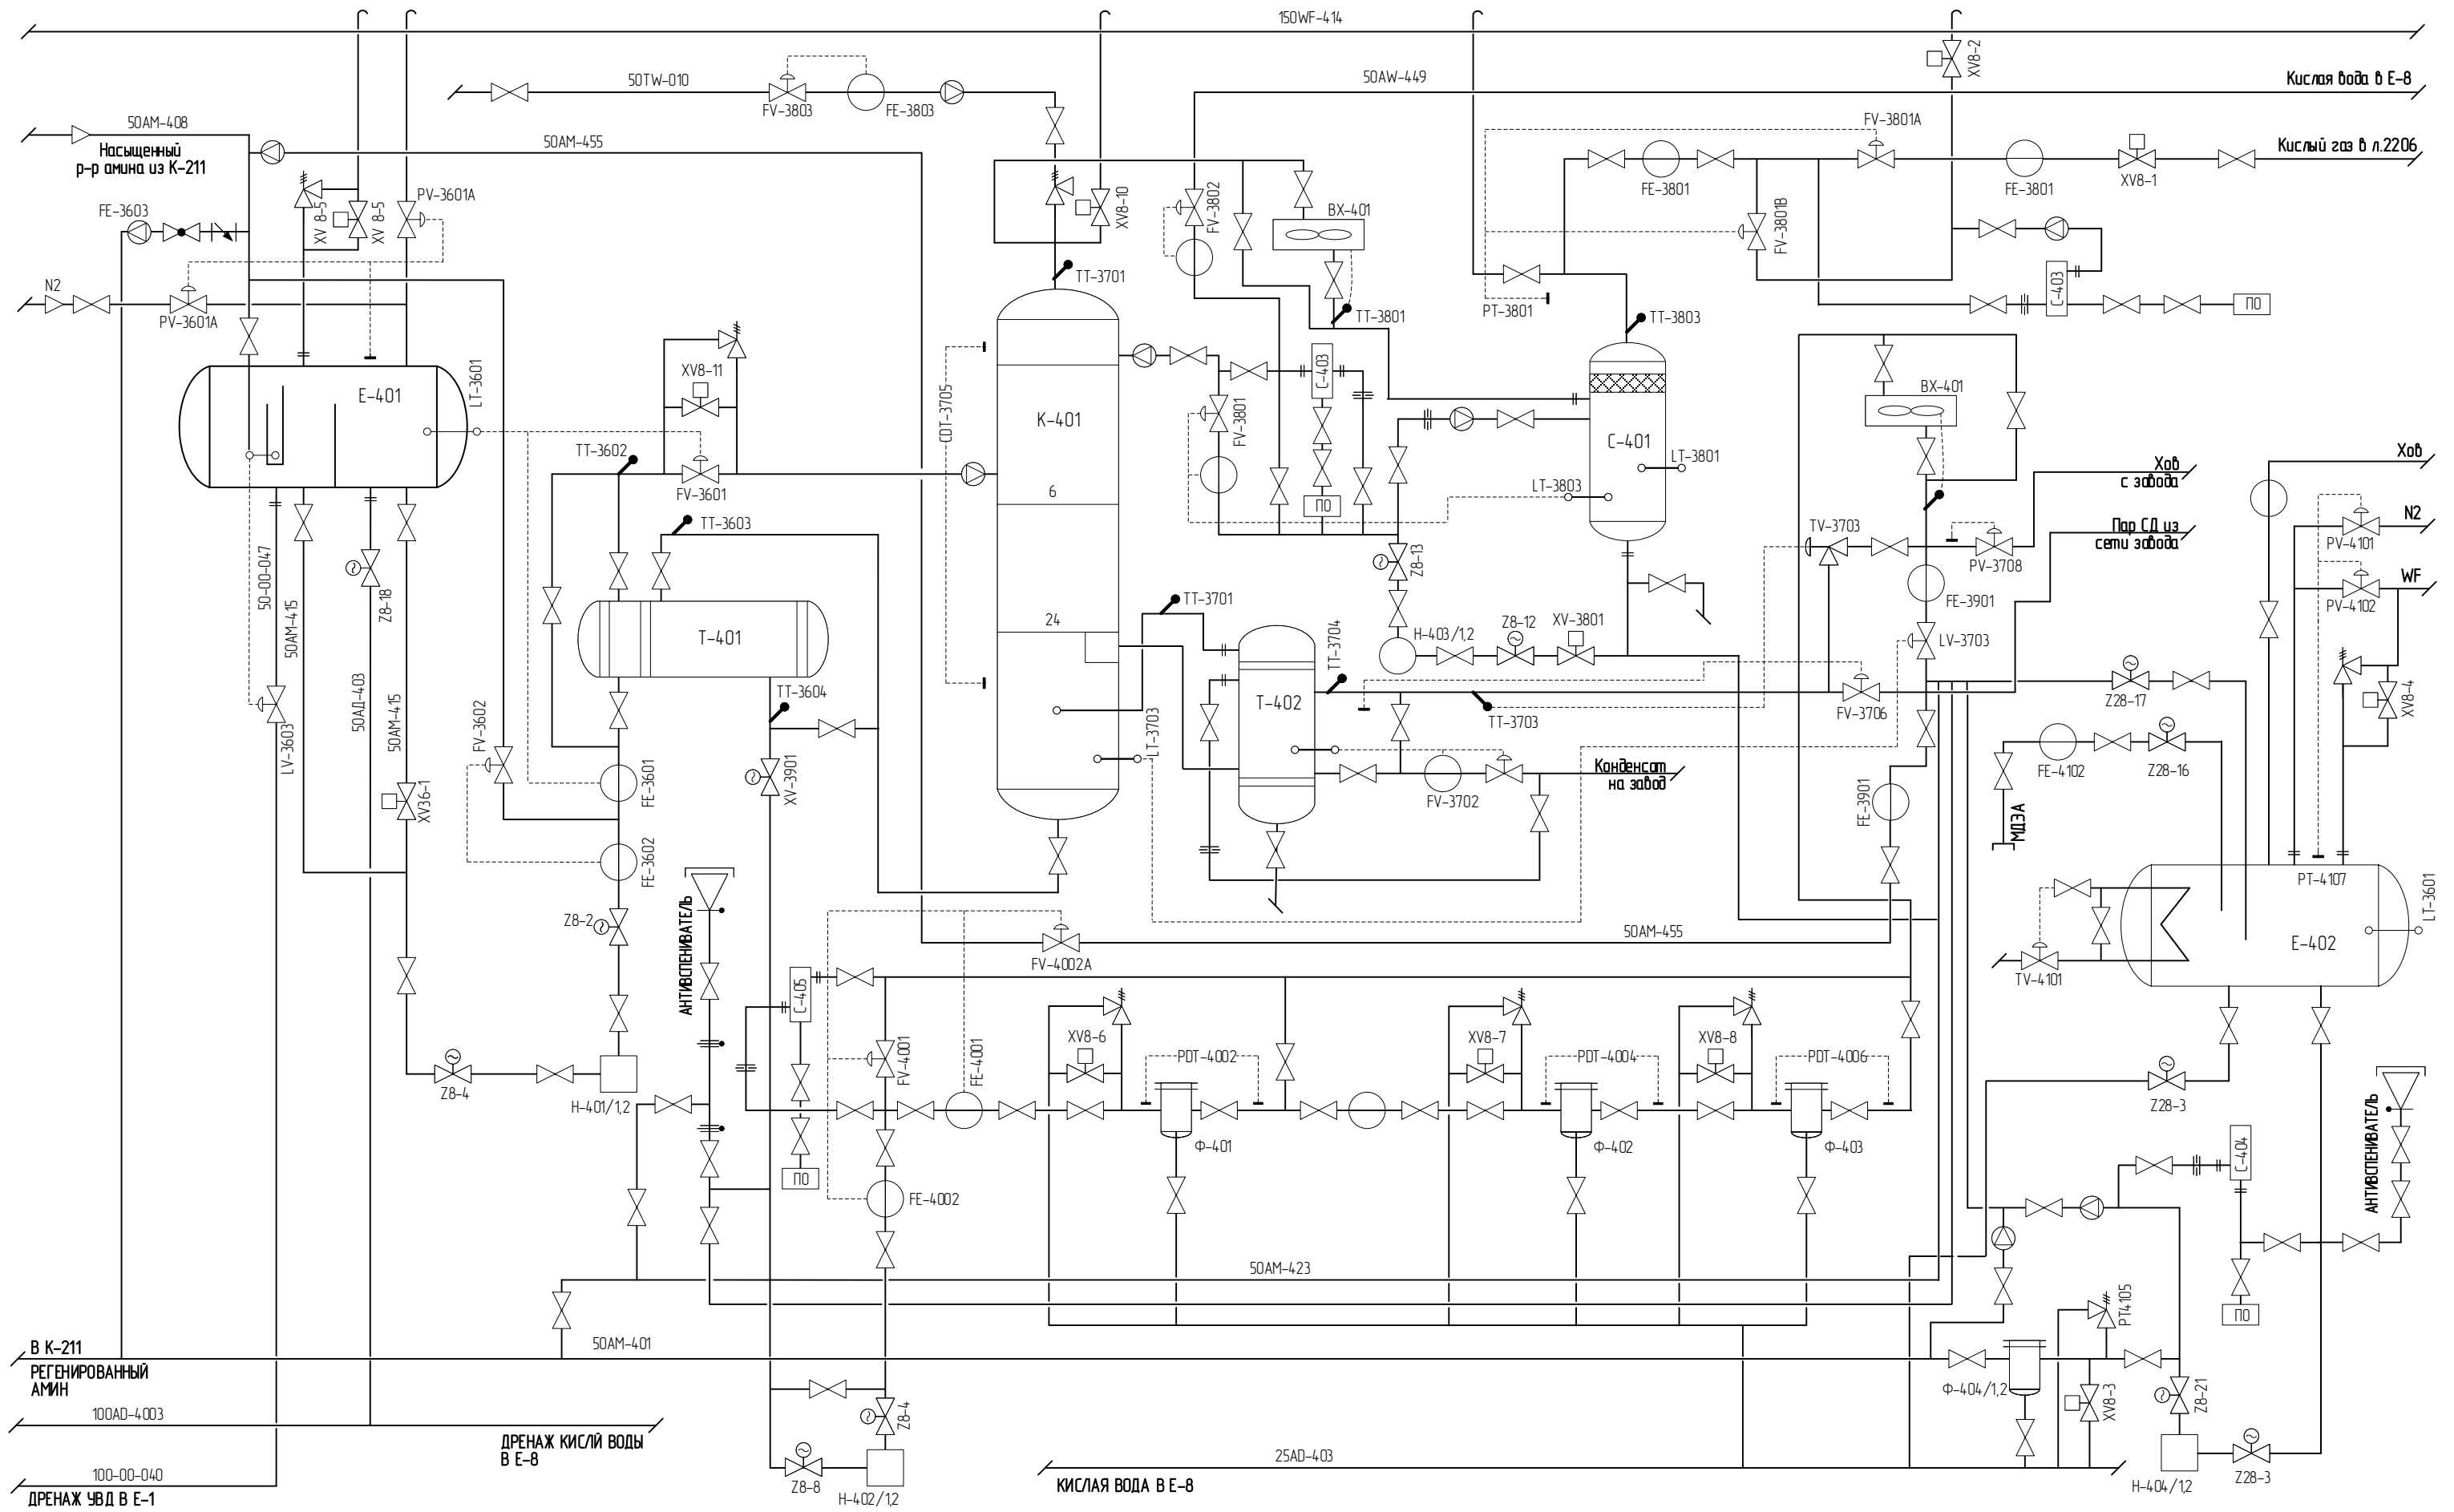 150WF-414
XV8-2
50TW-010
50AW-449
Кислая вода в Е-8
FV-3803
FE-3803
50АМ-408
Насыщенный
р-р амина из К-211
50АМ-455
FV-3801A
Кислый газ в л.2206
FE-3801
FE-3801
XV8-1
FE-3603
XV 8-5
XV 8-5
PV-3601A
XV8-10
FV-3802
BX-401
FV-3801B
N2
PV-3601A
TT-3701
TT-3801
PT-3801
TT-3803
С-403
ПО
E-401
LT-3601
XV8-11
CDT-3705
К-401
С-403
FV-3801
BX-401
С-401
LT-3801
LT-3803
ПО
TT-3602
FV-3601
TT-3603
6
24
Хов
с завода
Хов
TV-3703
PV-3708
Пар СД из
сети завода
N2
PV-4101
WF
PV-4102
50-00-047
50АМ-415
Z8-18
50АД-403
50АМ-415
LV-3603
FV-3602
XV36-1
T-401
TT-3604
XV-3901
TT-3701
T-402
TT-3704
LT-3703
Z8-13
Н-403/1,2
Z8-12
XV-3801
FE-3901
LV-3703
TT-3703
FV-3706
Z28-17
XV8-4
FE-4102
Z28-16
FV-3702
Конденсат
на завод
FE-3901
МДЭА
FE-3601
FE-3602
Z8-2
PT-4107
LT-3601
E-402
TV-4101
АНТИВСПЕНИВАТЕЛЬ
50АМ-455
FV-4002A
С-405
FV-4001
FE-4001
XV8-6
PDT-4002
XV8-7
PDT-4004
XV8-8
PDT-4006
Z8-4
Н-401/1,2
Ф-401
Ф-402
Ф-403
ПО
FE-4002
Z28-3
С-404
АНТИВСПЕНИВАТЕЛЬ
ПО
50АМ-423
50АМ-401
PT4105
В К-211
РЕГЕНИРОВАННЫЙ
АМИН
Ф-404/1,2
XV8-3
Z8-21
100AD-4003
ДРЕНАЖ КИСЛЙ ВОДЫ
В Е-8
Z8-4
Z8-8
Н-402/1,2
25AD-403
КИСЛАЯ ВОДА В Е-8
Н-404/1,2
Z28-3
100-00-040
ДРЕНАЖ УВД В Е-1